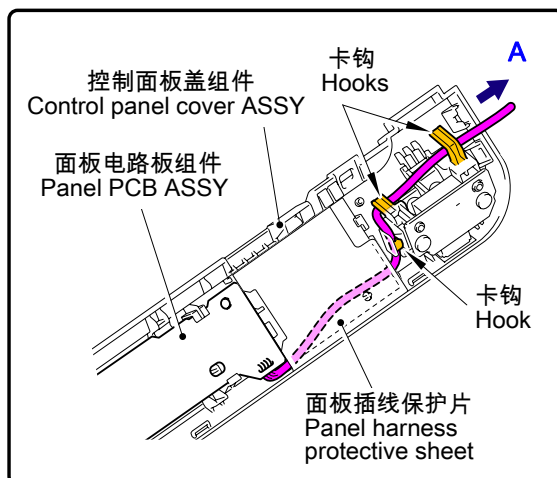 控制面板盖组件
Control panel cover ASSY
卡钩
Hooks
A
面板电路板组件
Panel PCB ASSY
卡钩
Hook
面板插线保护片
Panel harness
protective sheet